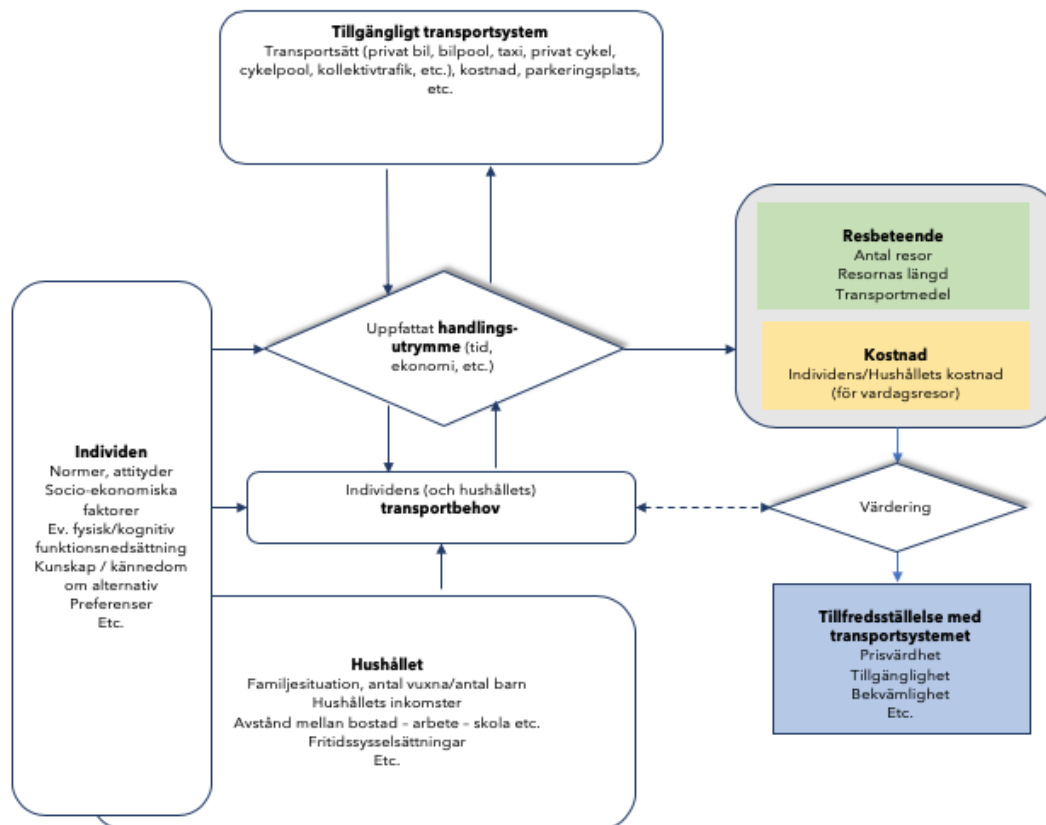 Tillgängligt transportsystem
Transportsätt (privat bil, bilpool, taxi, privat cykel,
cykelpool, kollektivtrafik, etc.), kostnad, parkeringsplats,
etc.
Resbeteende
Antal resor
Resornas längd
Transportmedel
Kostnad
Individens/Hushållets kostnad
(för vardagsresor)
Uppfattat handlings-
utrymme (tid,
ekonomi, etc.)
Individen
Normer, attityder
Socio-ekonomiska
faktorer
Ev. fysisk/kognitiv
funktionsnedsättning
Kunskap / kännedom
om alternativ
Preferenser
Etc.
Individens (och hushållets)
transportbehov
Värdering
Hushållet
Familjesituation, antal vuxna/antal barn
Hushållets inkomster
Avstånd mellan bostad – arbete – skola etc.
Fritidssysselsättningar
Etc.
Tillfredsställelse med
transportsystemet
Prisvärdhet
Tillgänglighet
Bekvämlighet
Etc.